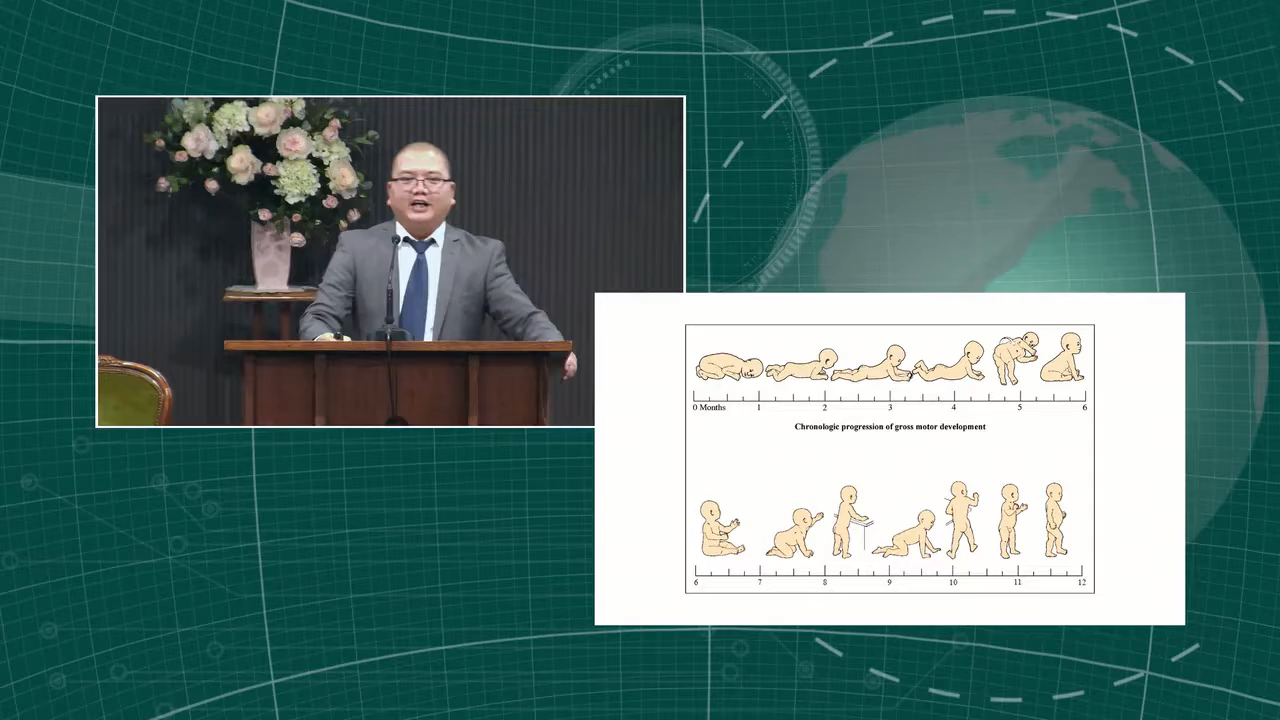 0 Months 1 2 3 4 5 6
Chronologic progression of gross motor development
6 7 8 9 10 11 12